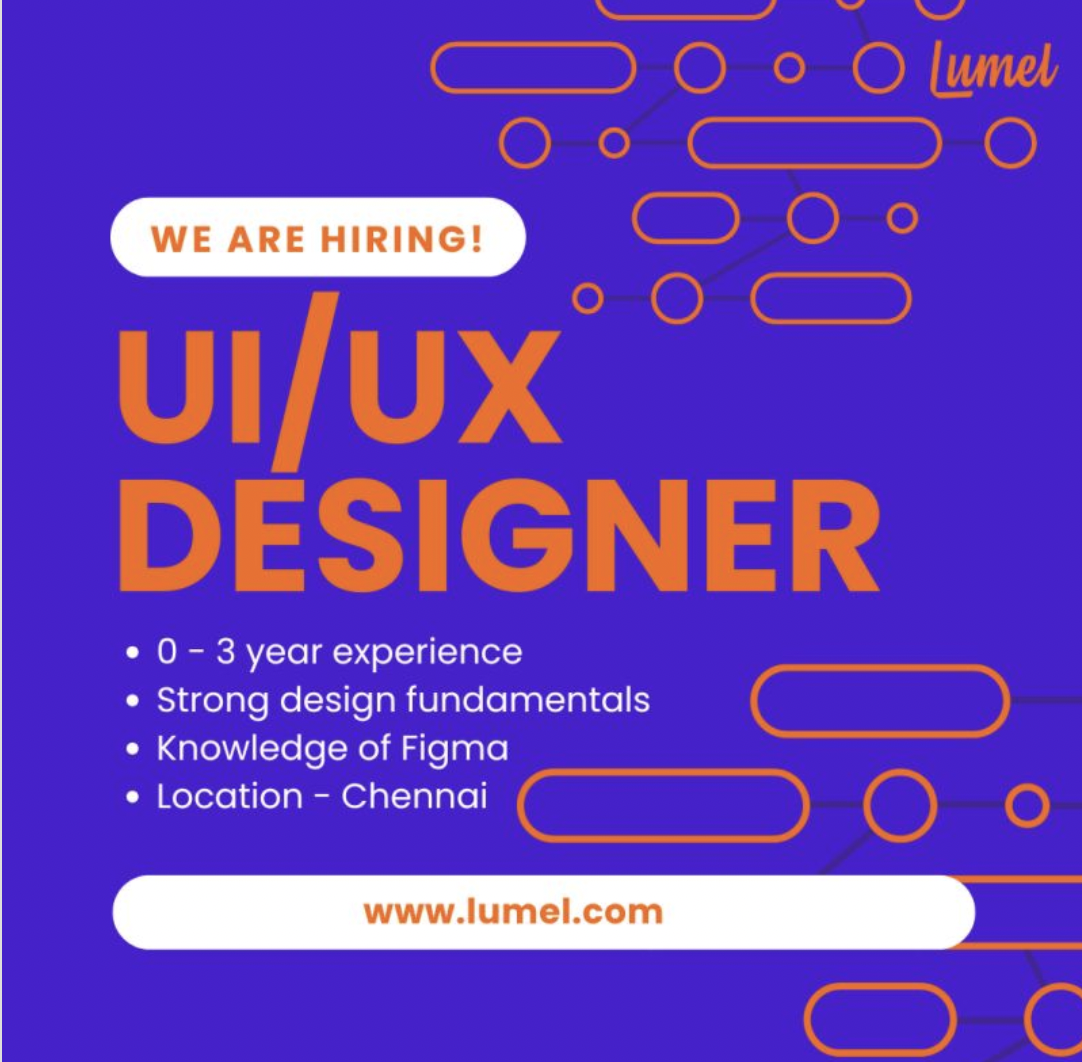 Lumel
WE ARE HIRING!
UI/UX
DESIGNER
• 0 - 3 year experience
• Strong design fundamentals
• Knowledge of Figma
• Location - Chennai
www.lumel.com